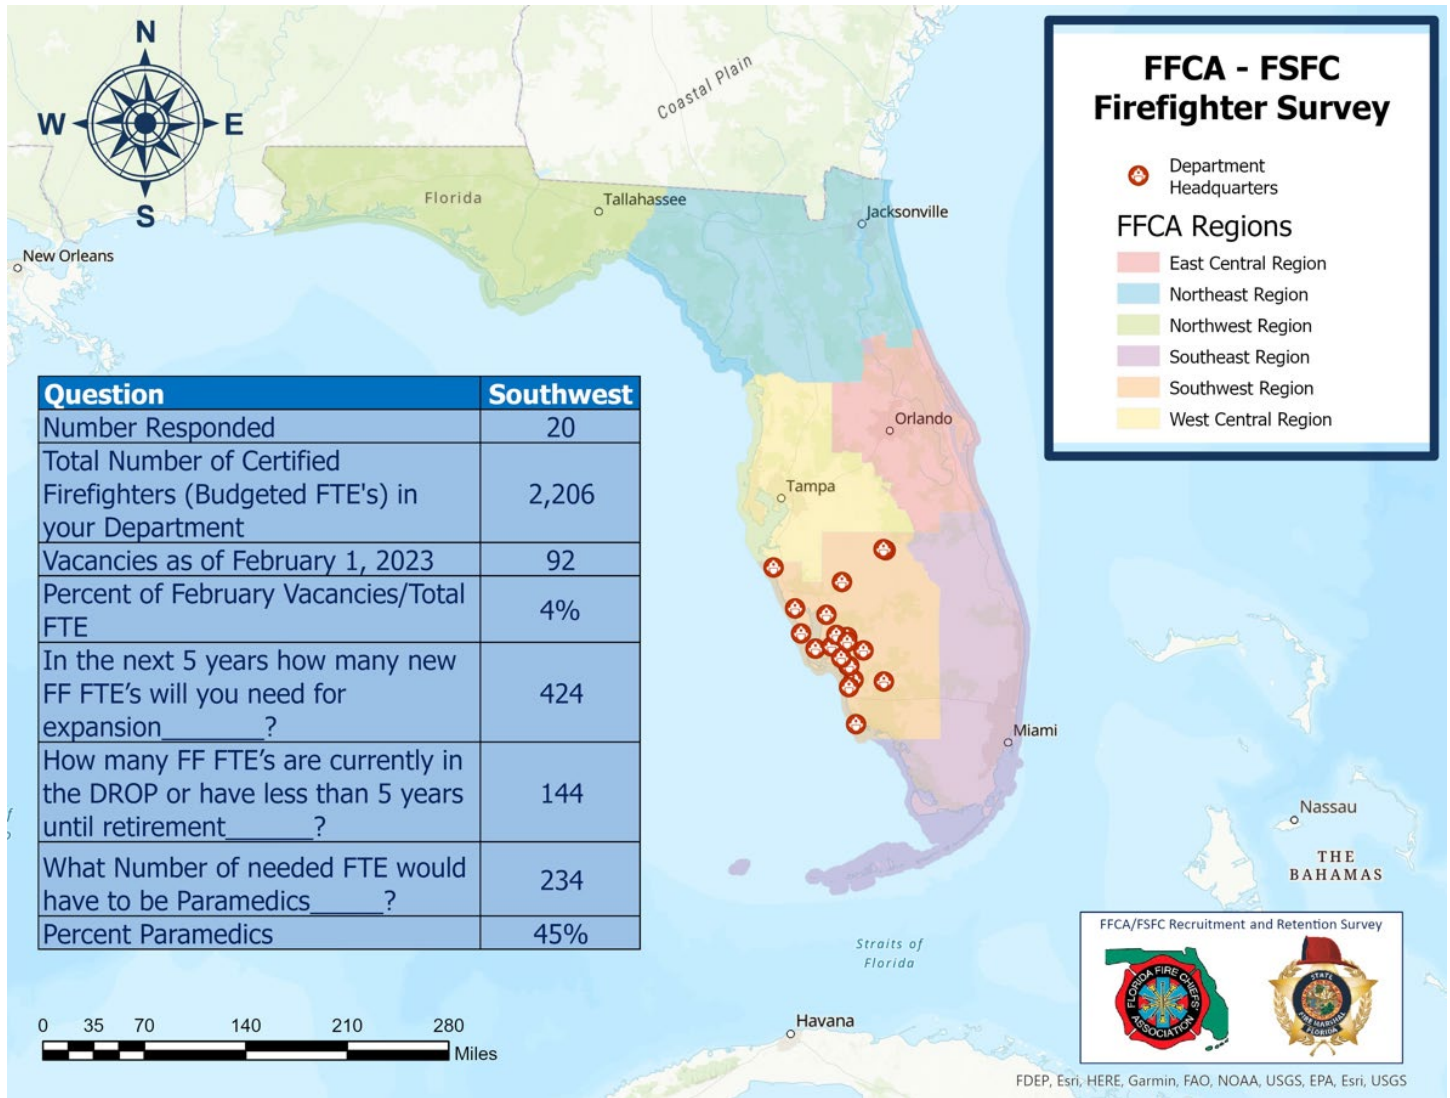 N
W
E
S
Coastal Plain
Florida
Tallahassee
Jacksonville
New Orleans
Orlando
Tampa
Miami
Nassau
THE
BAHAMAS
Straits of
Florida
Havana
FFCA - FSFC
Firefighter Survey
Department
Headquarters
FFCA Regions
East Central Region
Northeast Region
Northwest Region
Southeast Region
Southwest Region
West Central Region
Question Southwest
Number Responded 20
Total Number of Certified
Firefighters (Budgeted FTE's) in
your Department
2,206
Vacancies as of February 1, 2023 92
Percent of February Vacancies/Total
FTE
4%
In the next 5 years how many new
FF FTE’s will you need for
expansion_______?
424
How many FF FTE’s are currently in
the DROP or have less than 5 years
until retirement______?
144
What Number of needed FTE would
have to be Paramedics_____?
234
Percent Paramedics 45%
0 35 70 140 210 280
Miles
FFCA/FSFC Recruitment and Retention Survey
FLORIDA FIRE CHIEFS'
ASSOCIATION
STATE
FIRE MARSHAL
FLORIDA
FDEP, Esri, HERE, Garmin, FAO, NOAA, USGS, EPA, Esri, USGS